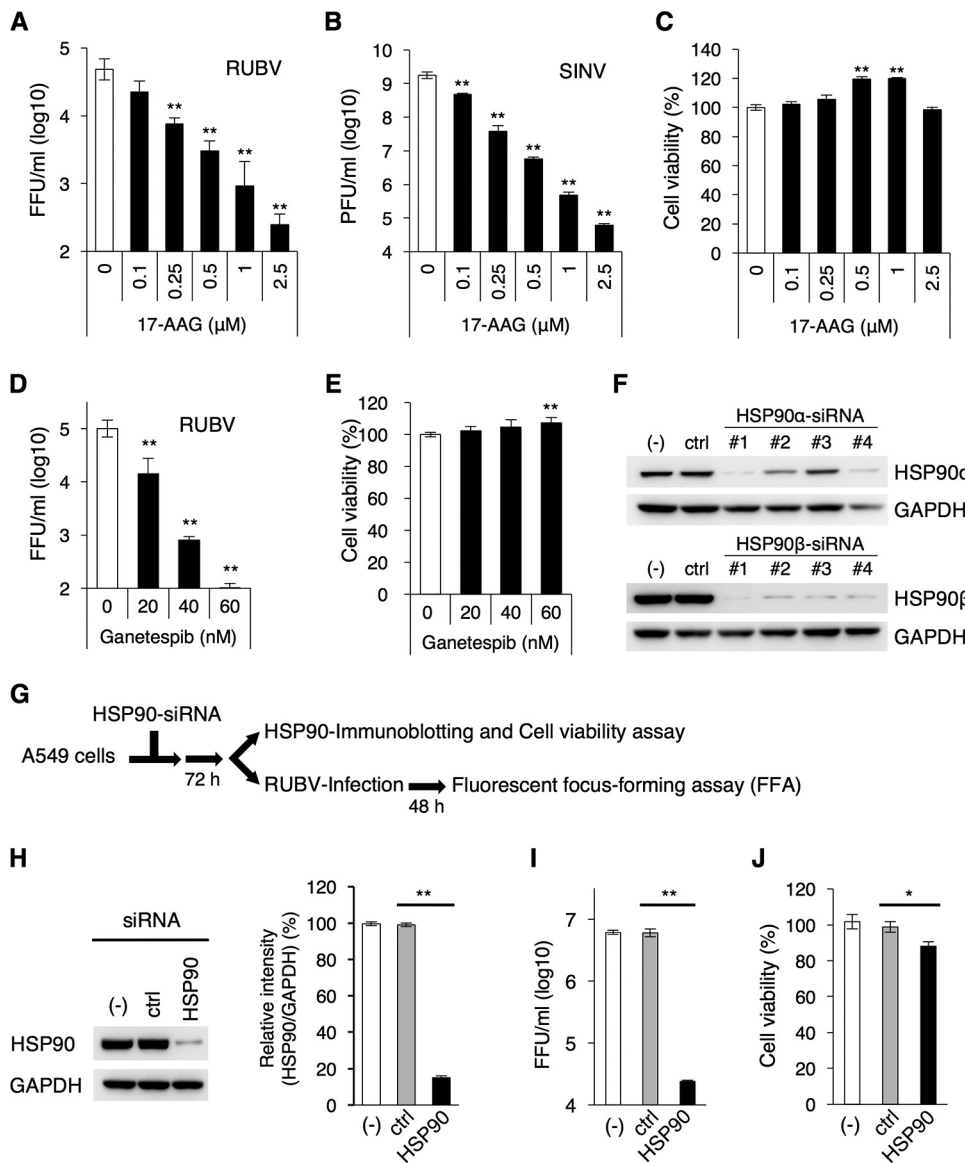 A
5
4
3
2
FFU/ml (log10)
RUBV
**
**
**
**
0
0.1
0.25
0.5
1
2.5
17-AAG (μM)
B
10
9
8
7
6
5
4
PFU/ml (log10)
SINV
**
**
**
**
**
0
0.1
0.25
0.5
1
2.5
17-AAG (μM)
C
140
120
100
80
60
40
20
0
Cell viability (%)
**
**
0
0.1
0.25
0.5
1
2.5
17-AAG (μM)
D
5
4
3
2
FFU/ml (log10)
RUBV
**
**
**
0
20
40
60
Ganetespib (nM)
E
120
100
80
60
40
20
0
Cell viability (%)
**
0
20
40
60
Ganetespib (nM)
F
HSP90α-siRNA
(-) ctrl #1 #2 #3 #4
HSP90α
GAPDH
HSP90β-siRNA
(-) ctrl #1 #2 #3 #4
HSP90β
GAPDH
G
HSP90-siRNA
A549 cells
72 h
HSP90-Immunoblotting and Cell viability assay
RUBV-Infection
48 h
Fluorescent focus-forming assay (FFA)
H
siRNA
(-)
ctrl
HSP90
HSP90
GAPDH
120
100
80
60
40
20
0
Relative intensity
(HSP90/GAPDH) (%)
**
(-)
ctrl
HSP90
I
7
6
5
4
FFU/ml (log10)
**
(-)
ctrl
HSP90
J
120
100
80
60
40
20
0
Cell viability (%)
*
(-)
ctrl
HSP90